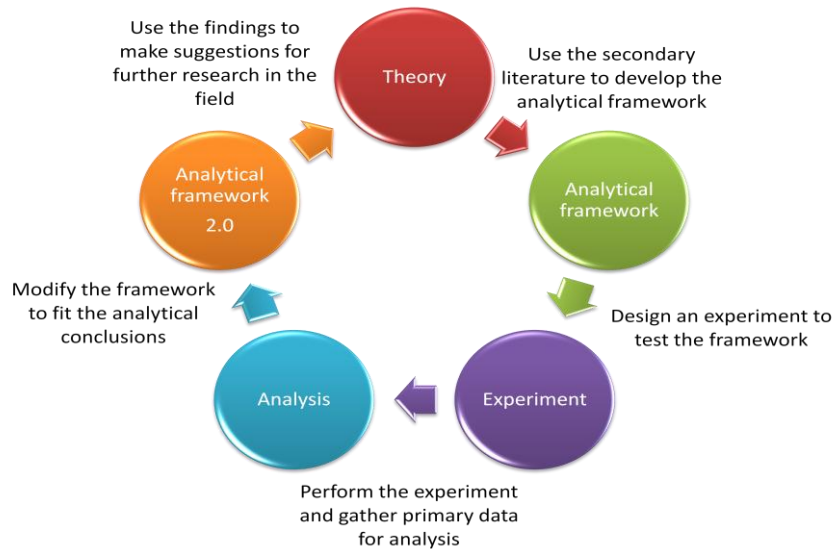 Theory
Use the secondary
literature to develop the
analytical framework
Analytical
framework
Design an experiment to
test the framework
Experiment
Perform the experiment
and gather primary data
for analysis
Analysis
Modify the framework
to fit the analytical
conclusions
Analytical
framework
2.0
Use the findings to
make suggestions for
further research in the
field